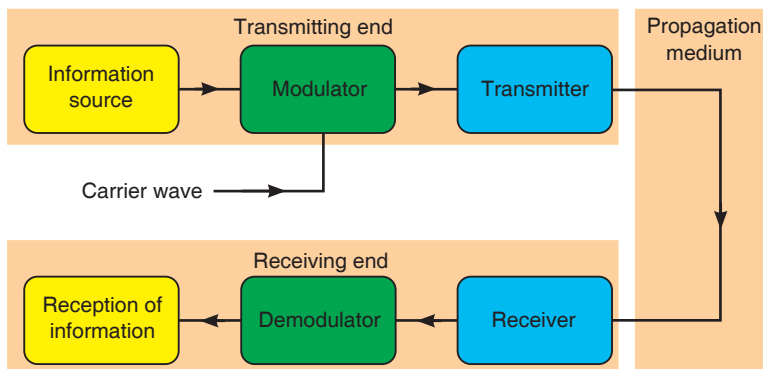 Transmitting end
Propagation
medium
Information
source
Modulator
Transmitter
Carrier wave
Receiving end
Reception of
information
Demodulator
Receiver